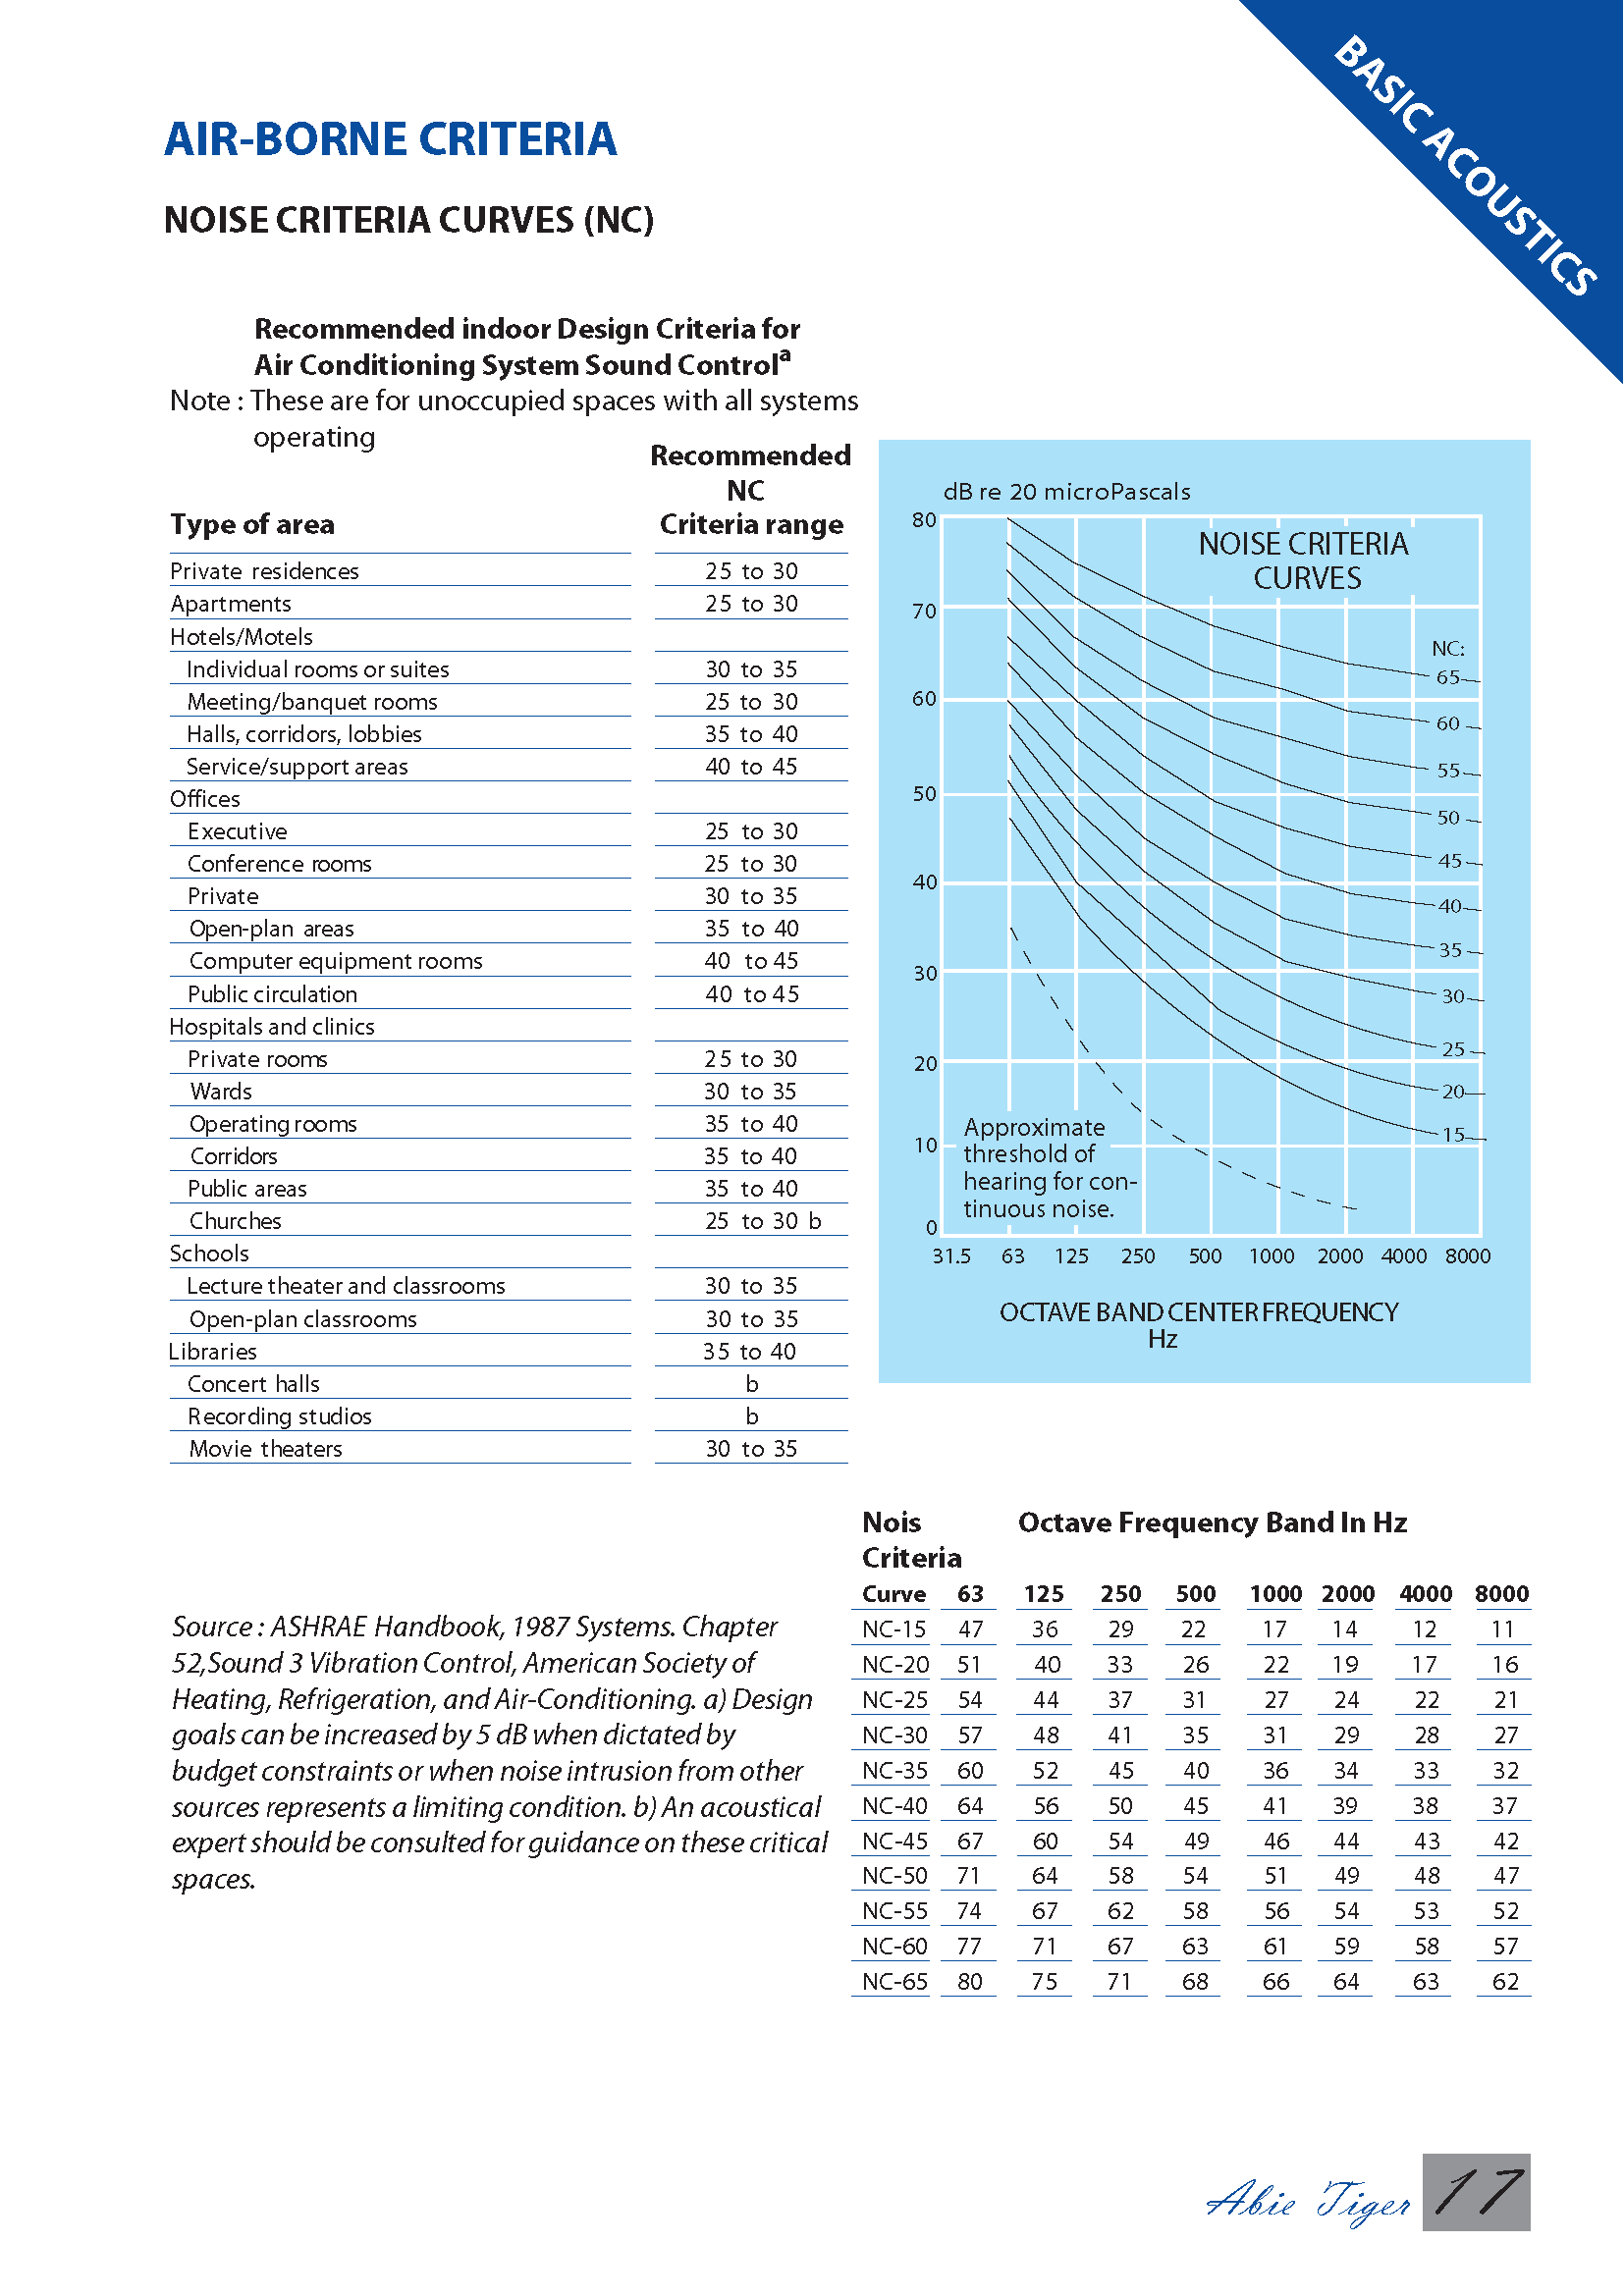 BASIC ACOUSTICS
AIR-BORNE CRITERIA
NOISE CRITERIA CURVES (NC)
Recommended indoor Design Criteria for
Air Conditioning System Sound Control a
Note : These are for unoccupied spaces with all systems
operating
Recommended
NC
Type of area Criteria range
Private residences 25 to 30
Apartments 25 to 30
Hotels/Motels
Individual rooms or suites 30 to 35
Meeting/banquet rooms 25 to 30
Halls, corridors, lobbies 35 to 40
Service/support areas 40 to 45
Offices
Executive 25 to 30
Conference rooms 25 to 30
Private 30 to 35
Open-plan areas 35 to 40
Computer equipment rooms 40 to 45
Public circulation 40 to 45
Hospitals and clinics
Private rooms 25 to 30
Wards 30 to 35
Operating rooms 35 to 40
Corridors 35 to 40
Public areas 35 to 40
Churches 25 to 30 b
Schools
Lecture theater and classrooms 30 to 35
Open-plan classrooms 30 to 35
Libraries 35 to 40
Concert halls b
Recording studios b
Movie theaters 30 to 35
dB re 20 microPascals
NOISE CRITERIA
CURVES
80
70
60
50
40
30
20
10
0
NC:
65
60
55
50
45
40
35
30
25
20
15
Approximate
threshold of
hearing for con-
tinuous noise.
31.5 63 125 250 500 1000 2000 4000 8000
OCTAVE BAND CENTER FREQUENCY
Hz
Nois Octave Frequency Band In Hz
Criteria
Curve 63 125 250 500 1000 2000 4000 8000
NC-15 47 36 29 22 17 14 12 11
NC-20 51 40 33 26 22 19 17 16
NC-25 54 44 37 31 27 24 22 21
NC-30 57 48 41 35 31 29 28 27
NC-35 60 52 45 40 36 34 33 32
NC-40 64 56 50 45 41 39 38 37
NC-45 67 60 54 49 46 44 43 42
NC-50 71 64 58 54 51 49 48 47
NC-55 74 67 62 58 56 54 53 52
NC-60 77 71 67 63 61 59 58 57
NC-65 80 75 71 68 66 64 63 62
Source : ASHRAE Handbook, 1987 Systems. Chapter
52,Sound 3 Vibration Control, American Society of
Heating, Refrigeration, and Air-Conditioning. a) Design
goals can be increased by 5 dB when dictated by
budget constraints or when noise intrusion from other
sources represents a limiting condition. b) An acoustical
expert should be consulted for guidance on these critical
spaces.
Abie Tiger 17